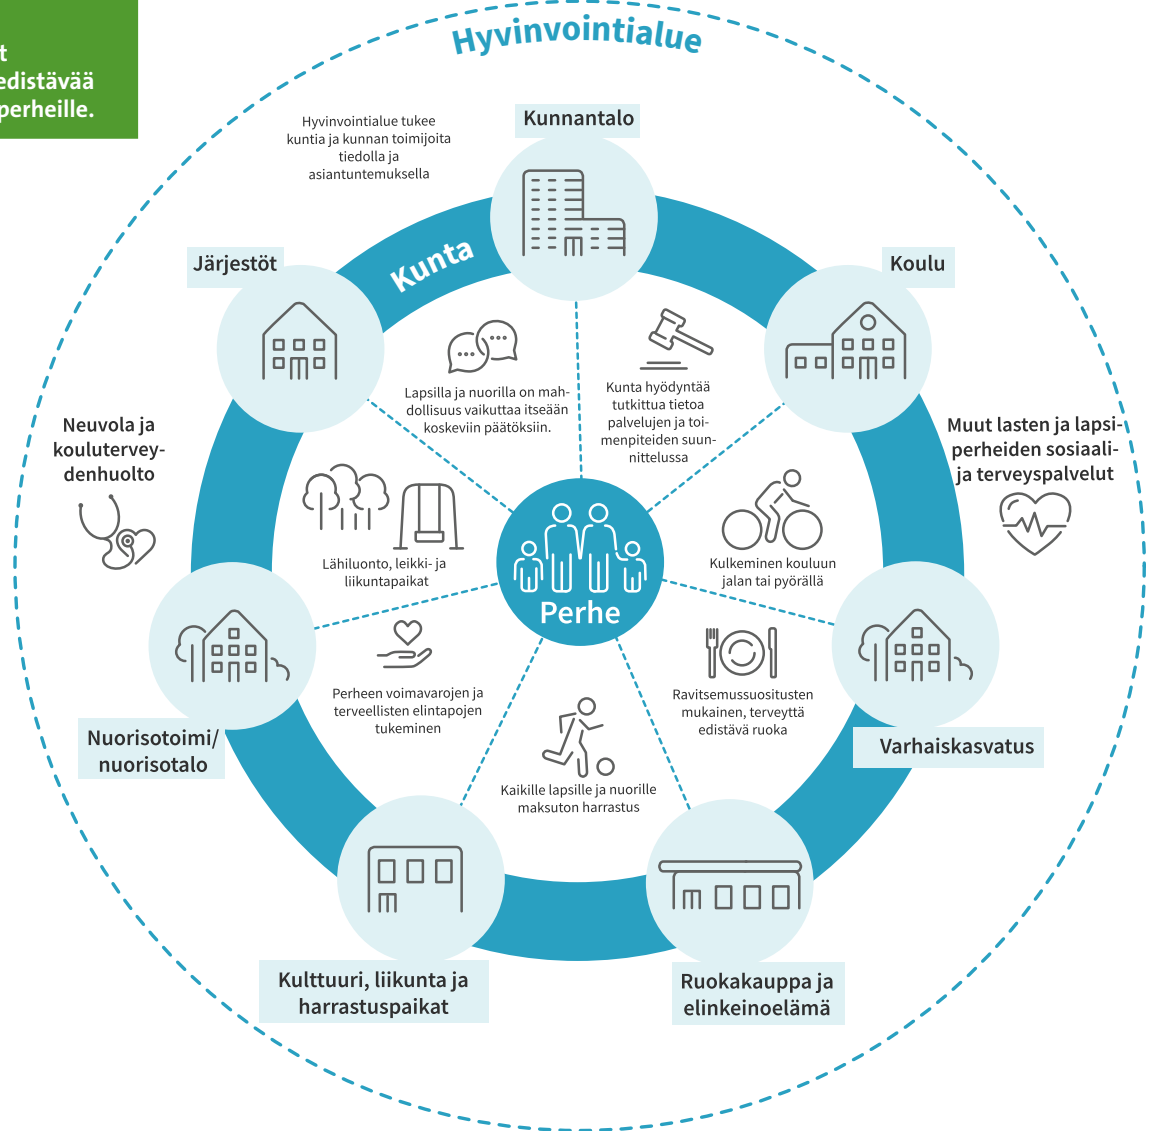 t
edistävää
perheille.
Hyvinvointialue
Hyvinvointialue tukee
kuntia ja kunnan toimijoita
tiedolla ja
asiantuntemuksella
Kunnantalo
Järjestöt
Kunta
Koulu
Lapsilla ja nuorilla on mah-
dollisuus vaikuttaa itseään
koskeviin päätöksiin.
Kunta hyödyntää
tutkittua tietoa
palvelujen ja toi-
menpiteiden suun-
nittelussa
Neuvola ja
koulutervey-
denhuolto
Muut lasten ja lapsi-
perheiden sosiaali-
ja terveyspalvelut
Lähiluonto, leikki- ja
liikuntapaikat
Kulkeminen kouluun
jalan tai pyörällä
Perhe
Perheen voimavarojen ja
terveellisten elintapojen
tukeminen
Ravitsemussuositusten
mukainen, terveyttä
edistävä ruoka
Nuorisotoimi/
nuorisotalo
Varhaiskasvatus
Kaikille lapsille ja nuorille
maksuton harrastus
Kulttuuri, liikunta ja
harrastuspaikat
Ruokakauppa ja
elinkeinoelämä